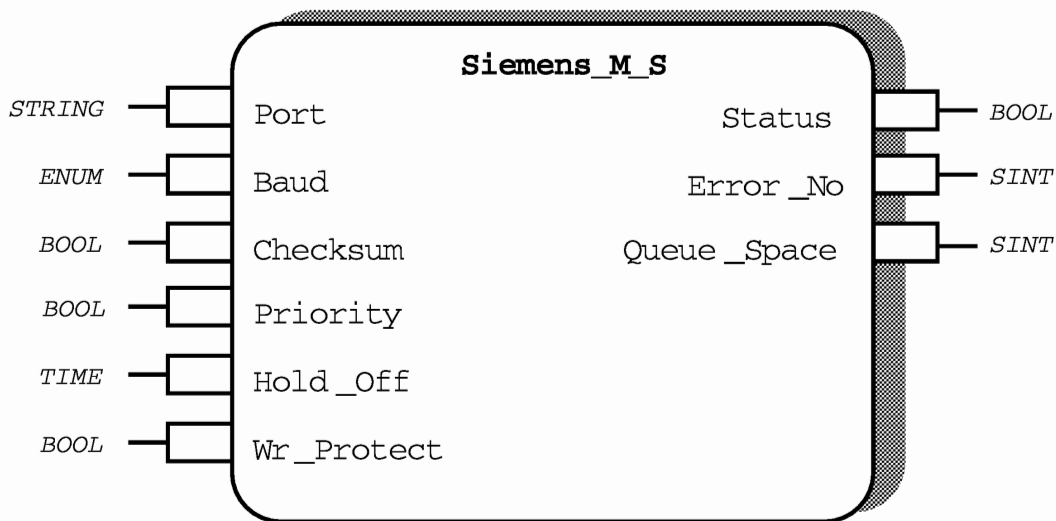 Siemens_M_S
STRING Port Status BOOL
ENUM Baud Error_No SINT
BOOL Checksum Queue_Space SINT
BOOL Priority
TIME Hold_Off
BOOL Wr_Protect